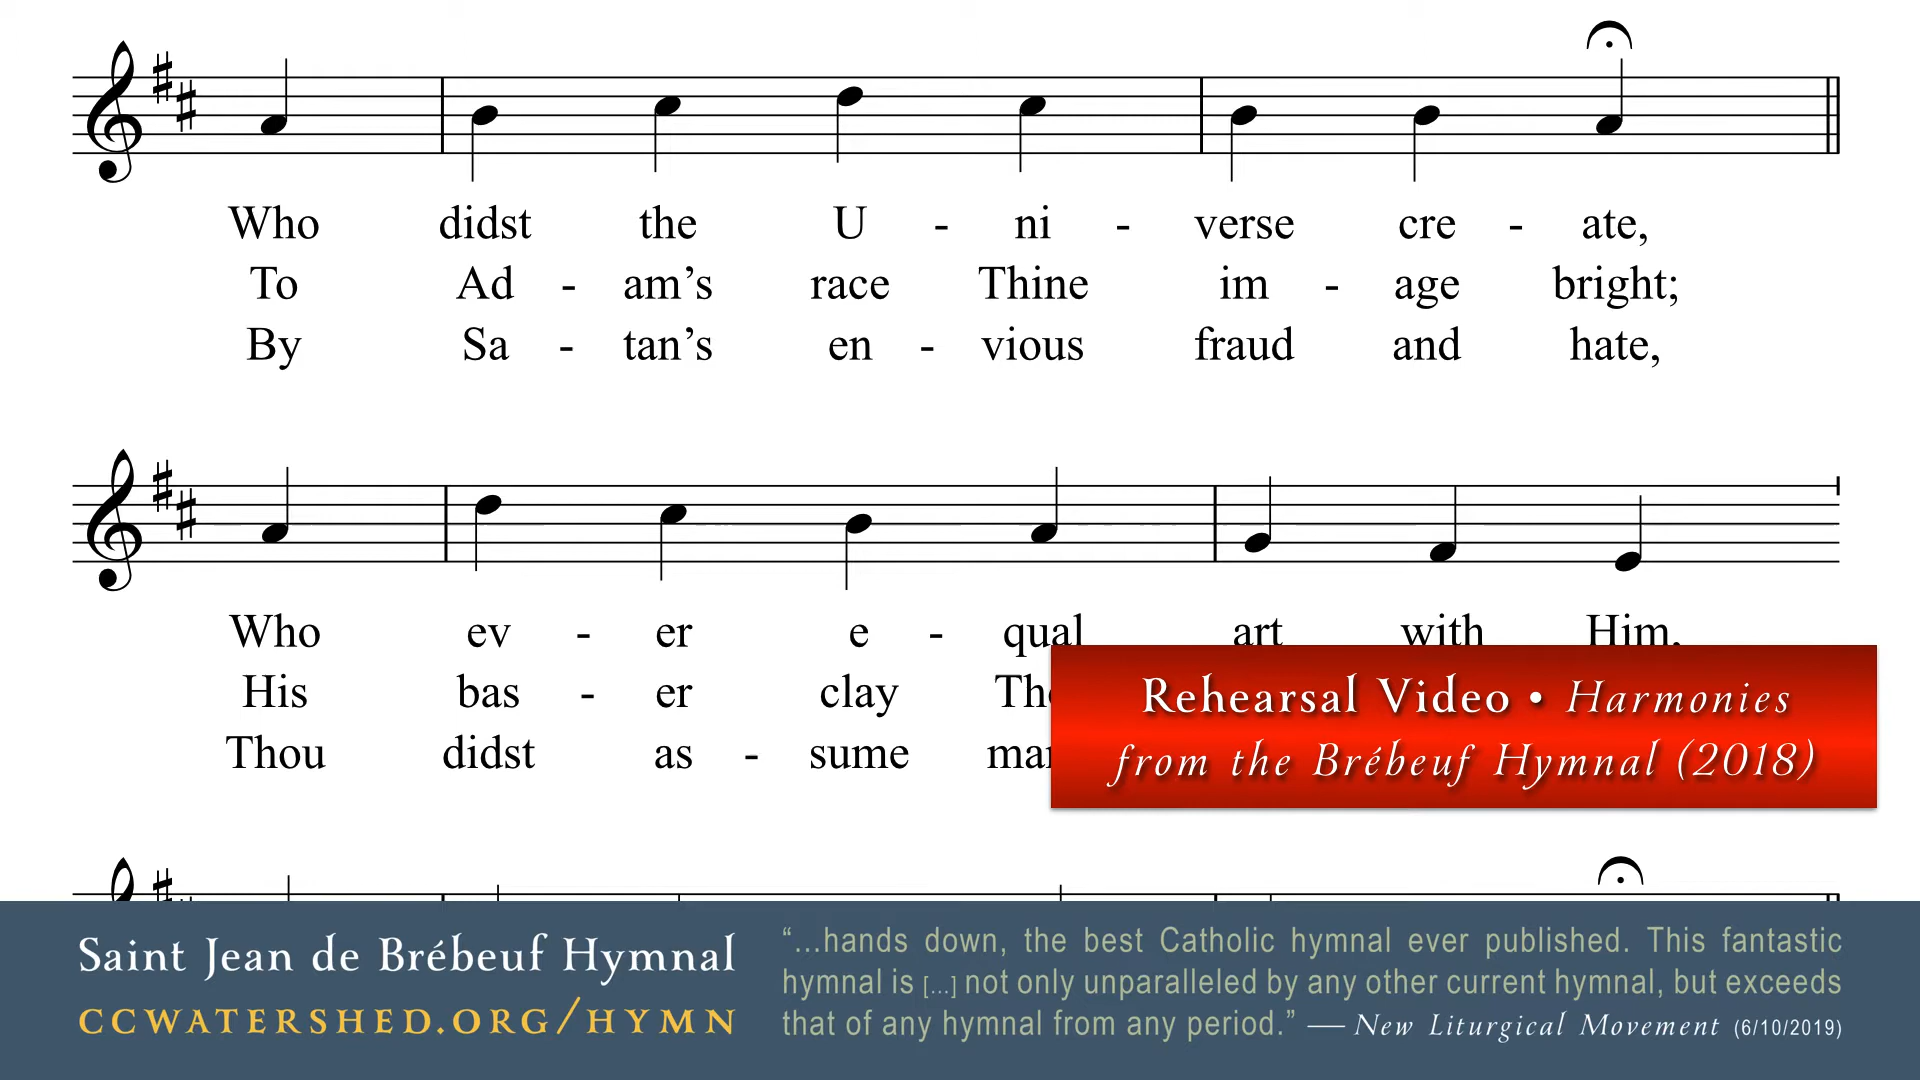 Who didst the U - ni - verse cre - ate,
To Ad - am’s race Thine im - age bright;
By Sa - tan’s en - vious fraud and hate,
Who ev - er e - qual art with Him,
His bas - er clay
Thou didst as - sume
Rehearsal Video • Harmonies
from the Brébeuf Hymnal (2018)
Saint Jean de Brébeuf Hymnal
CCWATERSHED.ORG/HYMN
“...hands down, the best Catholic hymnal ever published. This fantastic
hymnal is [...] not only unparalleled by any other current hymnal, but exceeds
that of any hymnal from any period.” — New Liturgical Movement (6/10/2019)